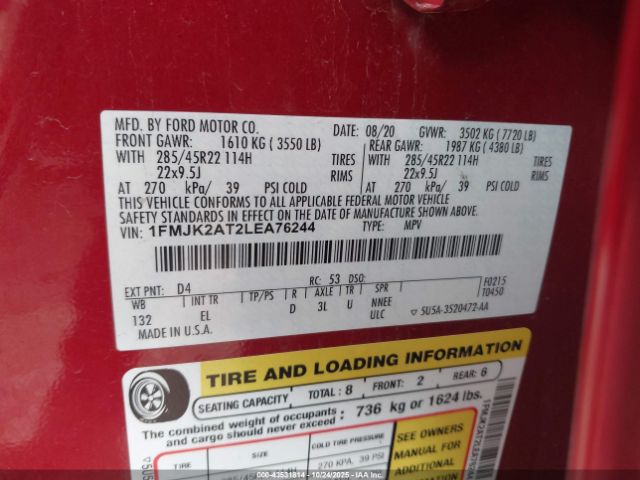 MFD. BY FORD MOTOR CO.
DATE: 08/20 GVWR: 3502 KG ( 7720 LB)
FRONT GAWR: 1610 KG ( 3550 LB)
REAR GAWR: 1987 KG ( 4380 LB)
WITH 285/45R22 114H TIRES
WITH 285/45R22 114H TIRES
22x9.5J RIMS
22x9.5J RIMS
AT 270 kPa/ 39 PSI COLD
AT 270 kPa/ 39 PSI COLD
THIS VEHICLE CONFORMS TO ALL APPLICABLE FEDERAL MOTOR VEHICLE
STANDARDS IN EFFECT ON THE DATE OF MANUFACTURE SHOWN ABOVE.
VIN: 1FMJK2AT2LEA76244 TYPE: MPV
EXT PNT: D4 RC: 53 DSO: F0215
WB INT TR TP/PS R AXLE TR SPR T0450
132 EL D 3L U NNEE
ULC ▽ 5U5A-3520472-AA
MADE IN U.S.A.
TIRE AND LOADING INFORMATION
SEATING CAPACITY TOTAL : 8 FRONT: 2 REAR: 6
The combined weight of occupants
and cargo should never exceed : 736 kg or 1624 lbs.
TIRE SIZE COLD TIRE PRESSURE
270 KPA, 39 PSI
SEE OWNERS
MANUAL FOR
ADDITIONAL
© 43531814 - 10/24/2025 - IAA Inc.